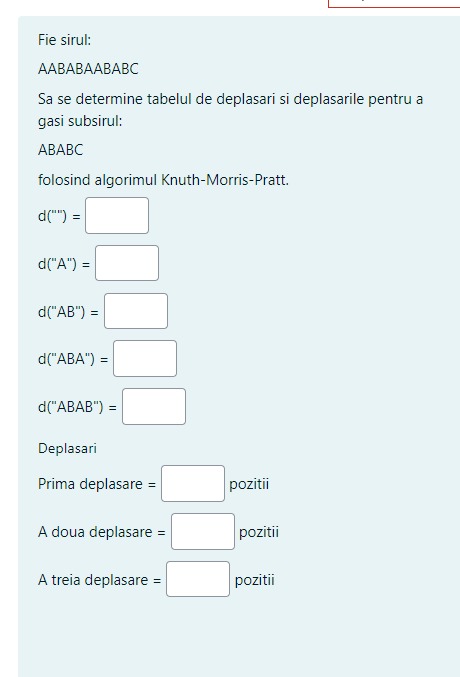 Fie sirul:
AABABAABABC
Sa se determine tabelul de deplasari si deplasarile pentru a
gasi subsirul:
ABABC
folosind algorimul Knuth-Morris-Pratt.
d("") =
d("A") =
d("AB") =
d("ABA") =
d("ABAB") =
Deplasari
Prima deplasare = pozitii
A doua deplasare = pozitii
A treia deplasare = pozitii